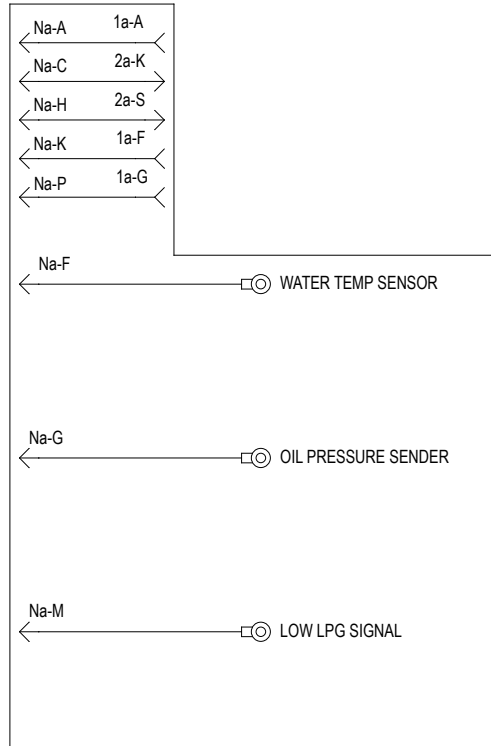 Na-A 1a-A
Na-C 2a-K
Na-H 2a-S
Na-K 1a-F
Na-P 1a-G
Na-F
WATER TEMP SENSOR
Na-G
OIL PRESSURE SENDER
Na-M
LOW LPG SIGNAL